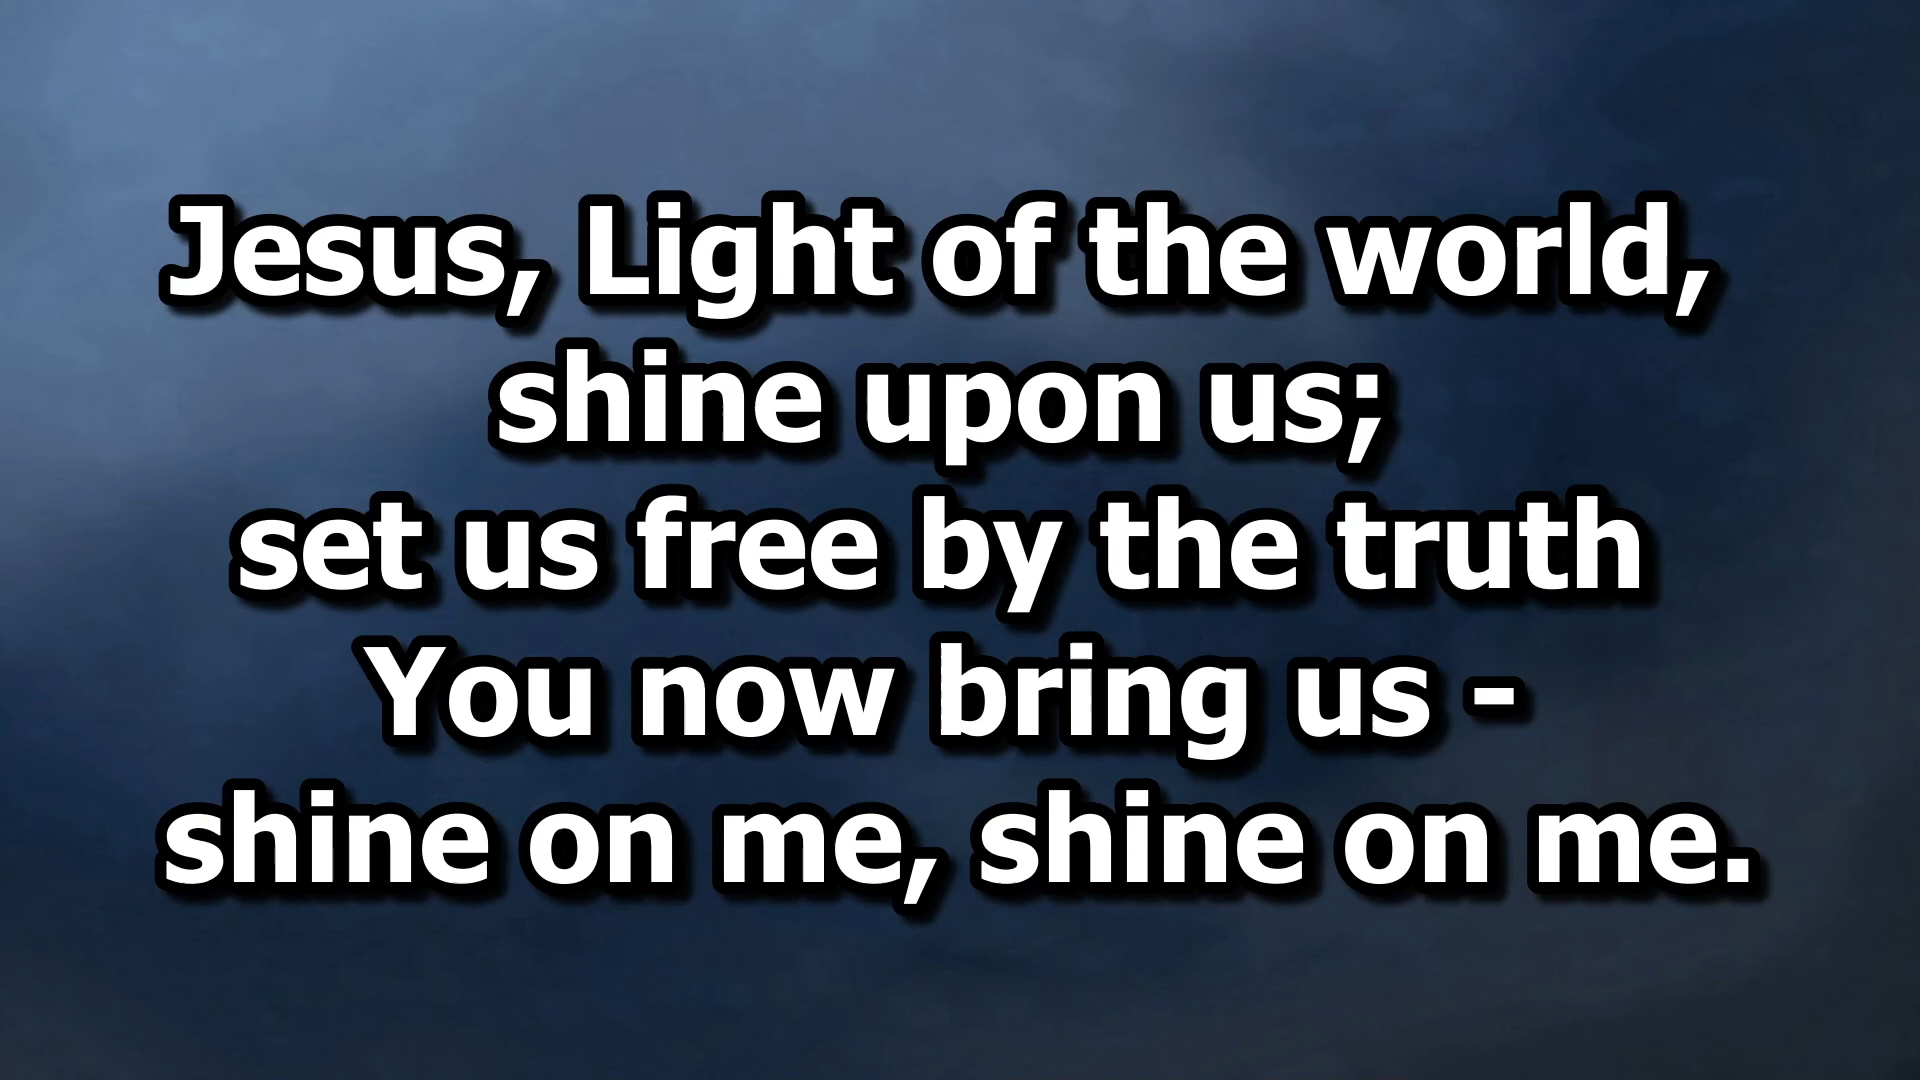 Jesus, Light of the world,
shine upon us;
set us free by the truth
You now bring us -
shine on me, shine on me.